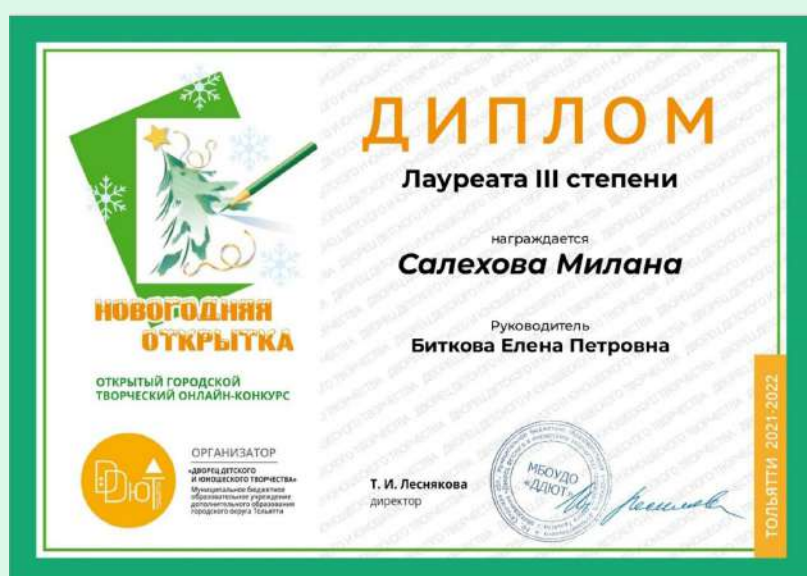 ДИПЛОМ
Лауреата III степени
награждается
Салехова Милана
Руководитель
Биткова Елена Петровна
НОВОГОДНЯЯ
ОТКРЫТКА
ОТКРЫТЫЙ ГОРОДСКОЙ
ТВОРЧЕСКИЙ ОНЛАЙН-КОНКУРС
ДДЮТ
ОРГАНИЗАТОР
«ДВОРЕЦ ДЕТСКОГО
И ЮНОШЕСКОГО ТВОРЧЕСТВА»
Муниципальное бюджетное
образовательное учреждение
дополнительного образования
городского округа Тольятти
Т. И. Леснякова
директор
МБОУДО
«ДДЮТ»
ТОЛЬЯТТИ 2021-2022